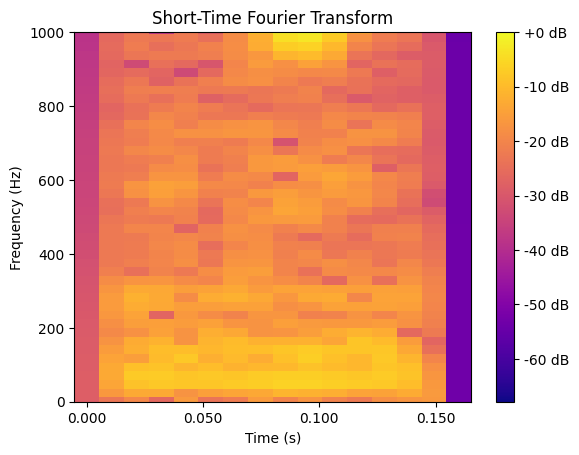 Short-Time Fourier Transform
Frequency (Hz)
1000
800
600
400
200
0
0.000
0.050
0.100
0.150
Time (s)
+0 dB
-10 dB
-20 dB
-30 dB
-40 dB
-50 dB
-60 dB